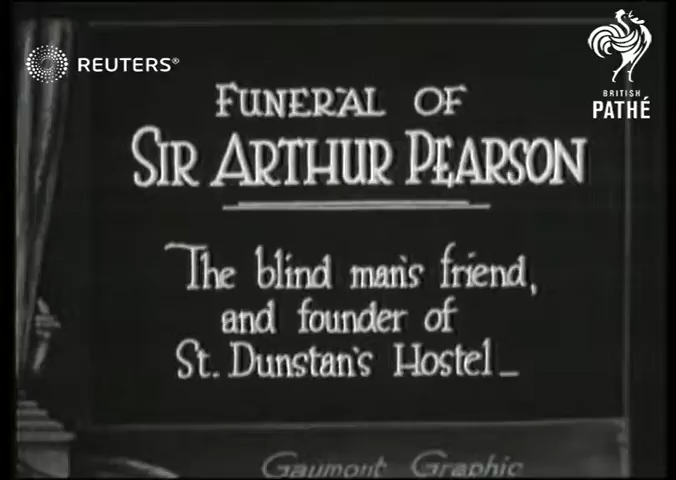 REUTERS®
BRITISH
PATHÉ
FUNERAL OF
SIR ARTHUR PEARSON
The blind man's friend,
and founder of
St. Dunstan's Hostel_
Gaumont Graphic